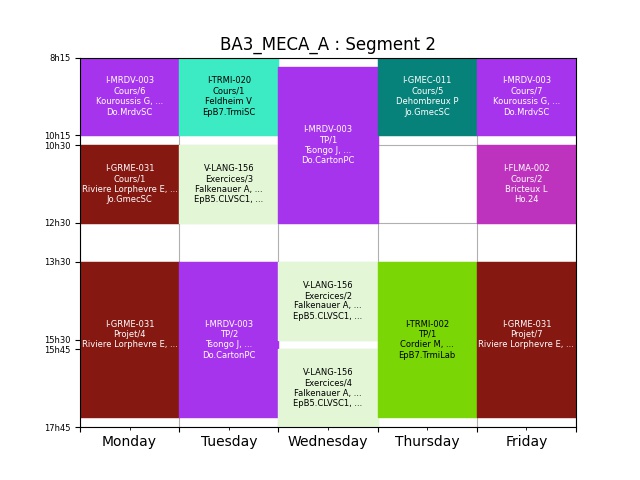 BA3_MECA_A : Segment 2
8h15
10h15
10h30
12h30
13h30
15h30
15h45
17h45
I-MRDV-003
Cours/6
Kouroussis G, ...
Do.MrdvSC
I-GRME-031
Cours/1
Riviere Lorphevre E, ...
Jo.GmecSC
I-GRME-031
Projet/4
Riviere Lorphevre E, ...
I-TRMI-020
Cours/1
Feldheim V
EpB7.TrmiSC
V-LANG-156
Exercices/3
Falkenauer A, ...
EpB5.CLVSC1, ...
I-MRDV-003
TP/2
Tsongo J, ...
Do.CartonPC
I-MRDV-003
TP/1
Tsongo J, ...
Do.CartonPC
V-LANG-156
Exercices/2
Falkenauer A, ...
EpB5.CLVSC1, ...
V-LANG-156
Exercices/4
Falkenauer A, ...
EpB5.CLVSC1, ...
I-GMEC-011
Cours/5
Dehombreux P
Jo.GmecSC
I-TRMI-002
TP/1
Cordier M, ...
EpB7.TrmiLab
I-MRDV-003
Cours/7
Kouroussis G, ...
Do.MrdvSC
I-FLMA-002
Cours/2
Bricteux L
Ho.24
I-GRME-031
Projet/7
Riviere Lorphevre E, ...
Monday
Tuesday
Wednesday
Thursday
Friday